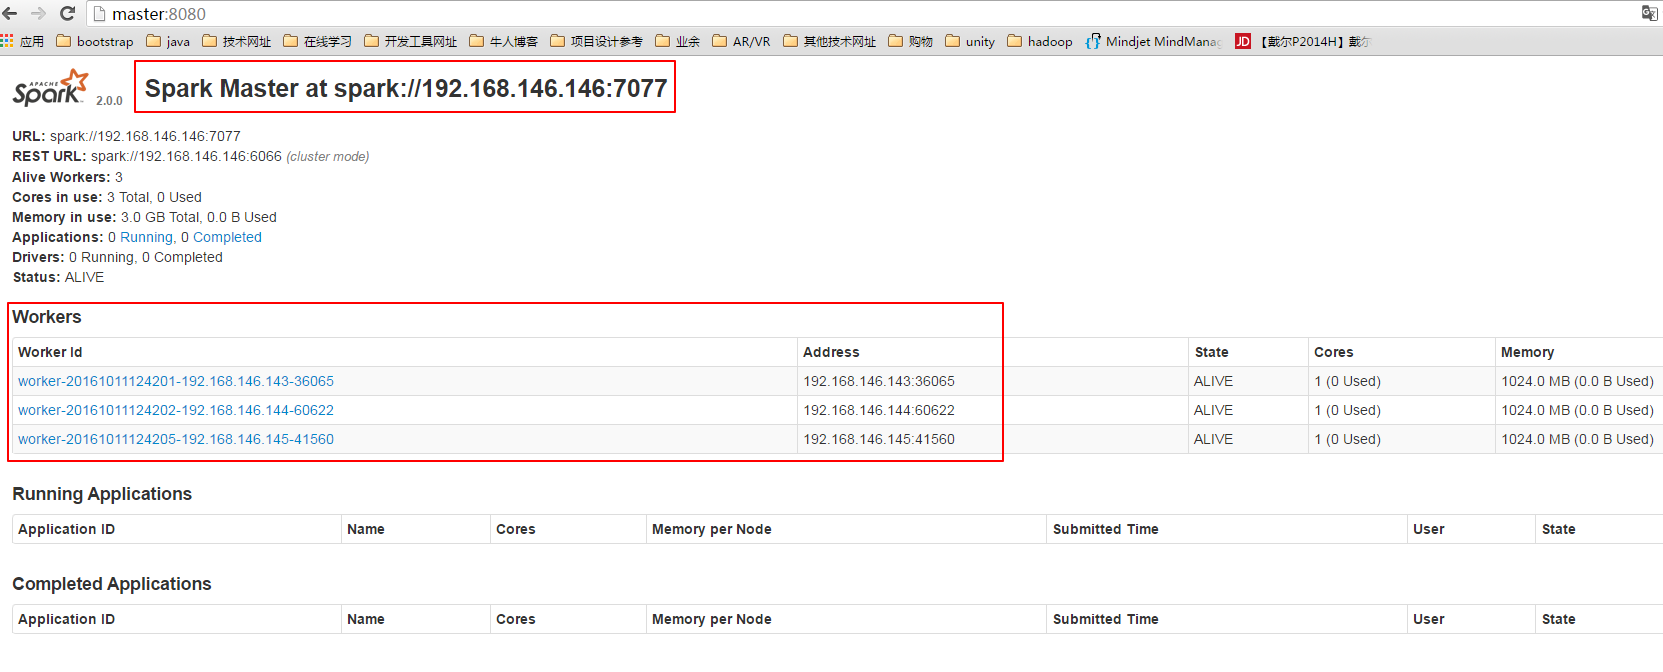 master:8080
应用 bootstrap java 技术网址 在线学习 开发工具网址 牛人博客 项目设计参考 业余 AR/VR 其他技术网址 购物 unity hadoop Mindjet MindManag JD 【戴尔P2014H】戴尔
APACHE Spark 2.0.0 Spark Master at spark://192.168.146.146:7077
URL: spark://192.168.146.146:7077
REST URL: spark://192.168.146.146:6066 (cluster mode)
Alive Workers: 3
Cores in use: 3 Total, 0 Used
Memory in use: 3.0 GB Total, 0.0 B Used
Applications: 0 Running, 0 Completed
Drivers: 0 Running, 0 Completed
Status: ALIVE
Workers
Worker Id Address State Cores Memory
worker-20161011124201-192.168.146.143-36065 192.168.146.143:36065 ALIVE 1 (0 Used) 1024.0 MB (0.0 B Used)
worker-20161011124202-192.168.146.144-60622 192.168.146.144:60622 ALIVE 1 (0 Used) 1024.0 MB (0.0 B Used)
worker-20161011124205-192.168.146.145-41560 192.168.146.145:41560 ALIVE 1 (0 Used) 1024.0 MB (0.0 B Used)
Running Applications
Application ID Name Cores Memory per Node Submitted Time User State
Completed Applications
Application ID Name Cores Memory per Node Submitted Time User State